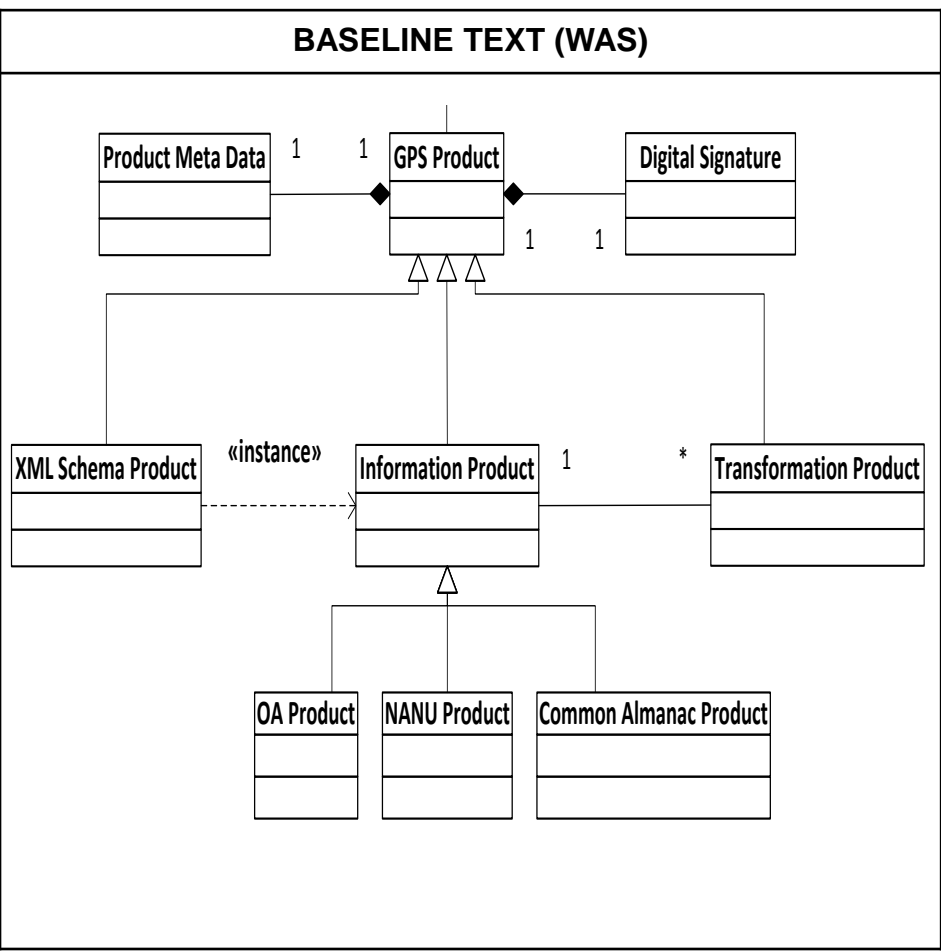 BASELINE TEXT (WAS)
Product Meta Data 1 1 GPS Product Digital Signature
1 1
XML Schema Product «instance» Information Product 1 * Transformation Product
OA Product NANU Product Common Almanac Product